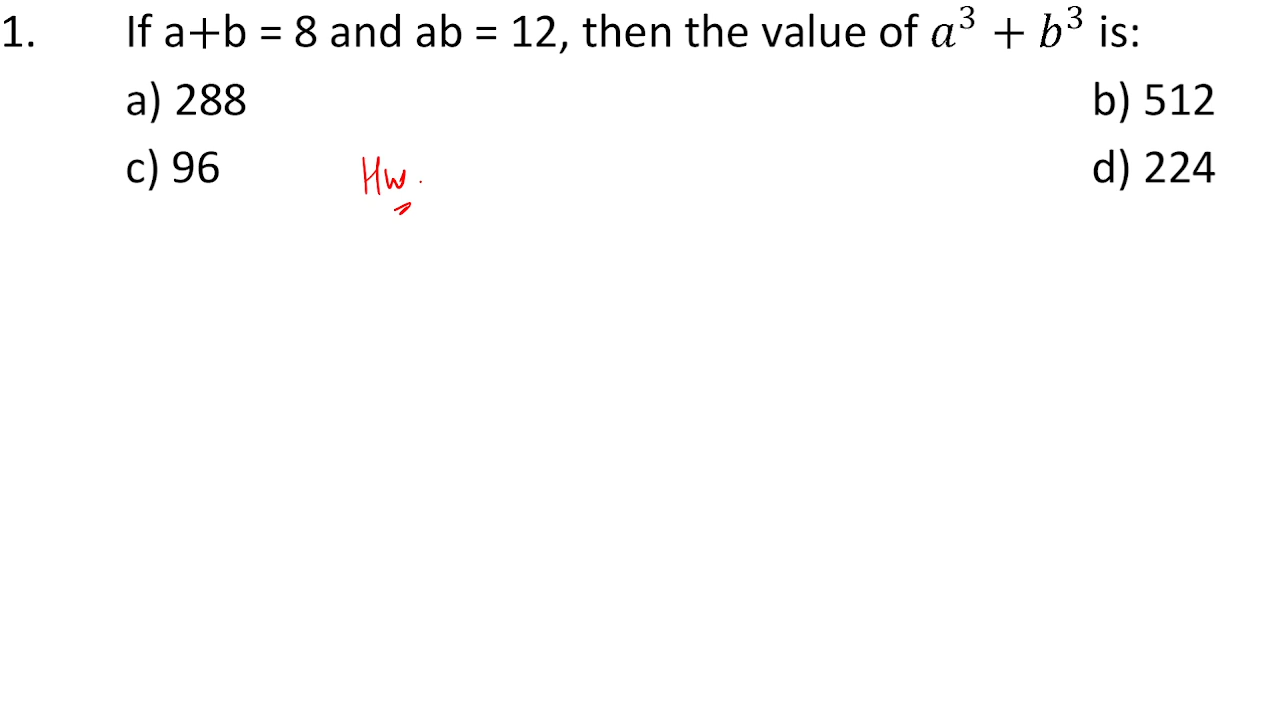 1. If a+b = 8 and ab = 12, then the value of a³ + b³ is:
a) 288 b) 512
c) 96 Hw. d) 224